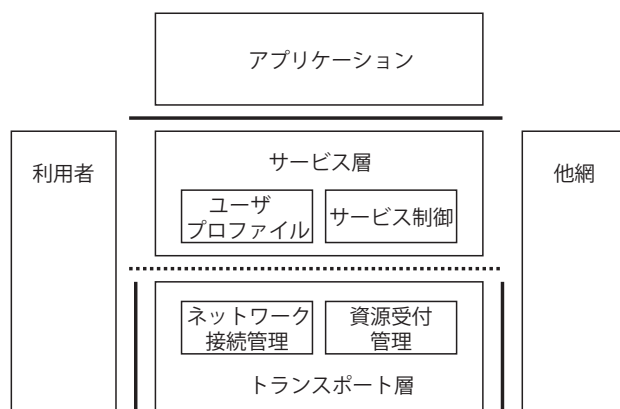 アプリケーション
利用者
サービス層
他網
ユーザ
プロファイル
サービス制御
ネットワーク
接続管理
資源受付
管理
トランスポート層